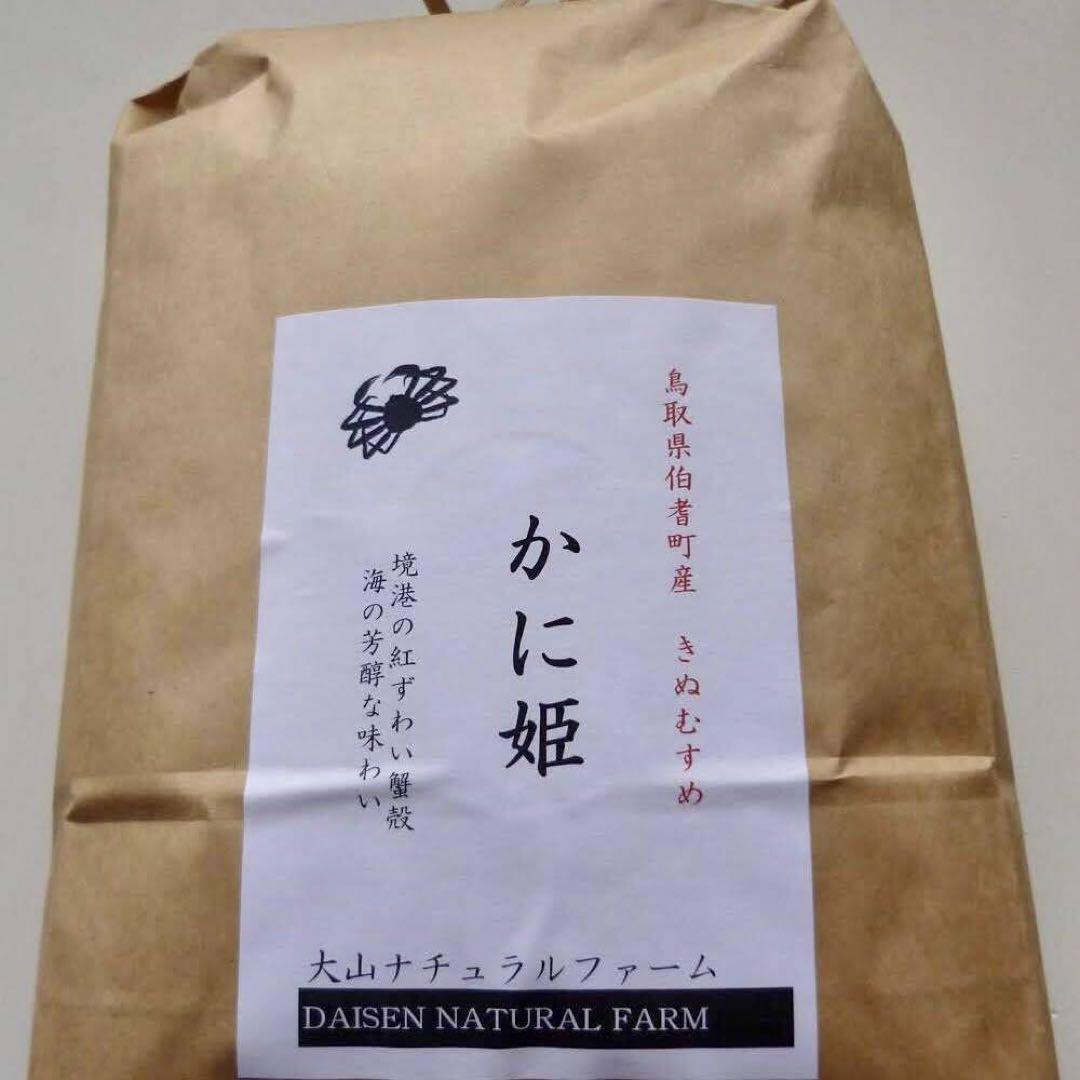 鳥取県伯耆町産 きぬむすめ
かに姫
境港の紅ずわい蟹殻
海の芳醇な味わい
大山ナチュラルファーム
DAISEN NATURAL FARM